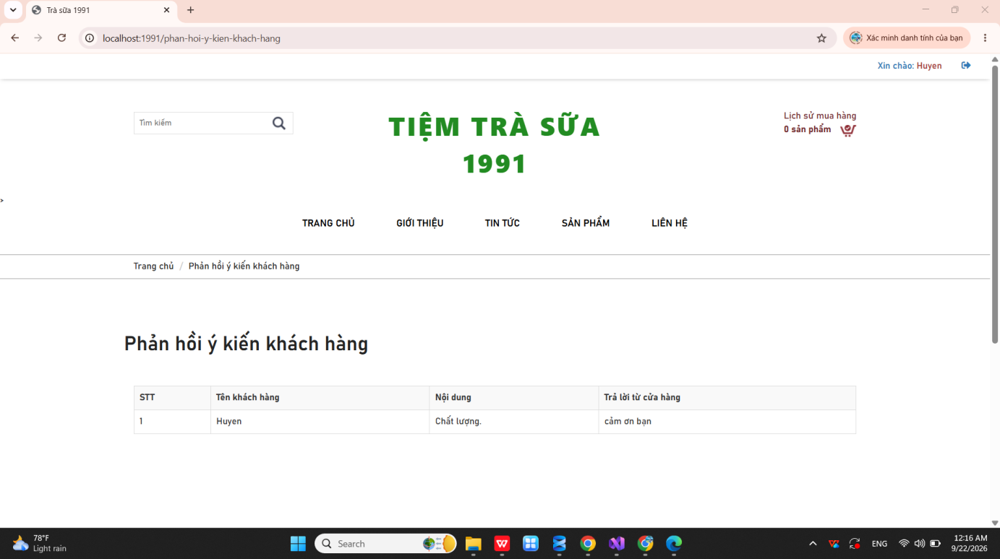 Trà sữa 1991
localhost:1991/phan-hoi-y-kien-khach-hang
Xác minh danh tính của bạn
Xin chào: Huyen
Tìm kiếm
TIỆM TRÀ SỮA
1991
Lịch sử mua hàng
0 sản phẩm
>
TRANG CHỦ GIỚI THIỆU TIN TỨC SẢN PHẨM LIÊN HỆ
Trang chủ / Phản hồi ý kiến khách hàng
Phản hồi ý kiến khách hàng
STT Tên khách hàng Nội dung Trả lời từ cửa hàng
1 Huyen Chất lượng. cảm ơn bạn
78°F
Light rain
Search
ENG
12:16 AM
9/22/2026